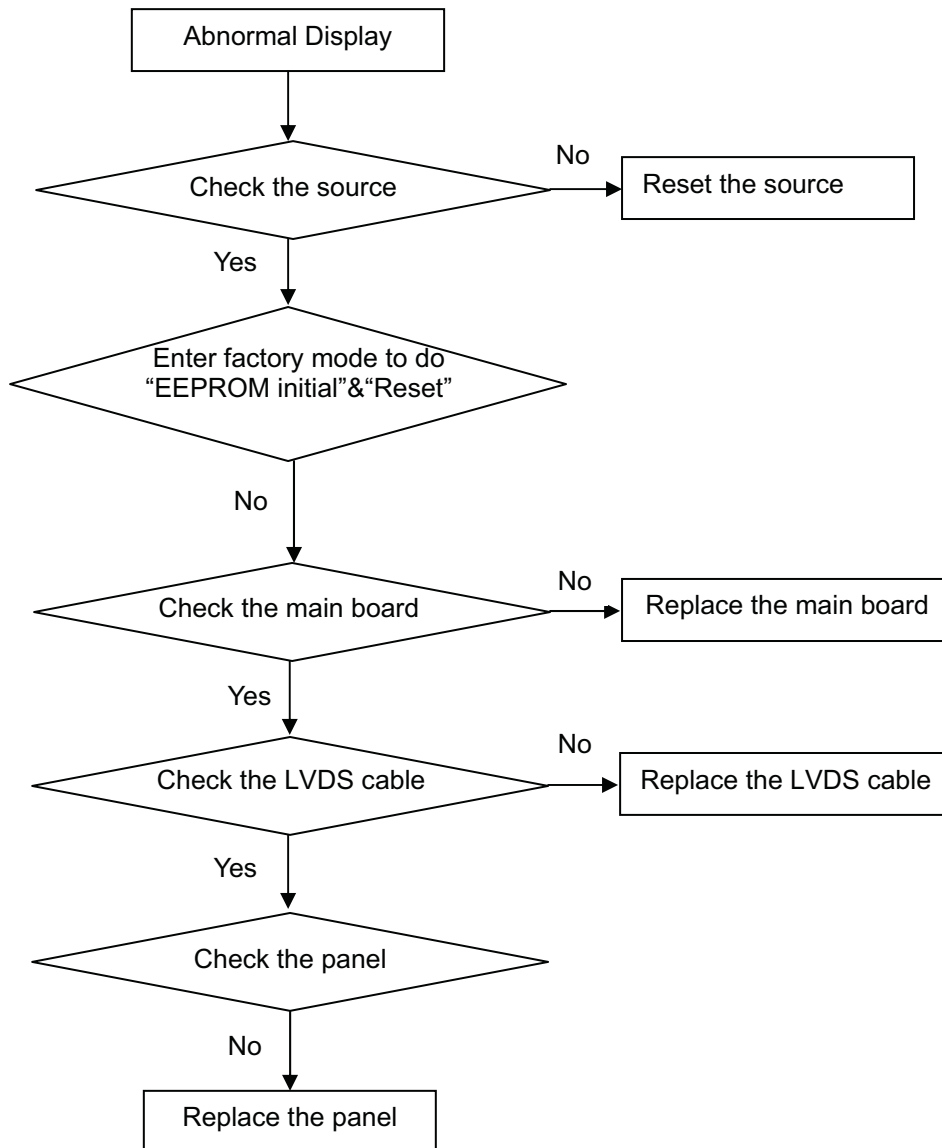 Abnormal Display
Check the source
No
Reset the source
Yes
Enter factory mode to do
“EEPROM initial”&“Reset”
No
Check the main board
No
Replace the main board
Yes
Check the LVDS cable
No
Replace the LVDS cable
Yes
Check the panel
No
Replace the panel